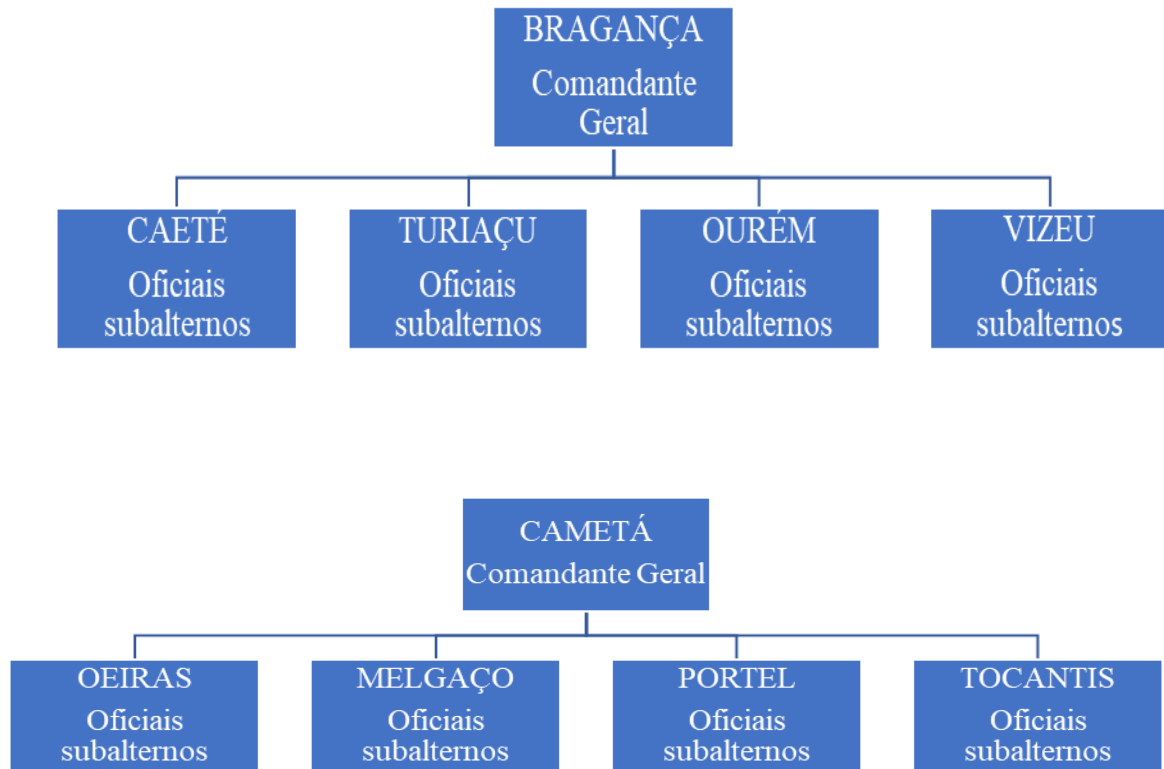 BRAGANÇA
Comandante
Geral
CAETÉ
Oficiais
subalternos
TURIAÇU
Oficiais
subalternos
OURÉM
Oficiais
subalternos
VIZEU
Oficiais
subalternos
CAMETÁ
Comandante Geral
OEIRAS
Oficiais
subalternos
MELGAÇO
Oficiais
subalternos
PORTEL
Oficiais
subalternos
TOCANTIS
Oficiais
subalternos